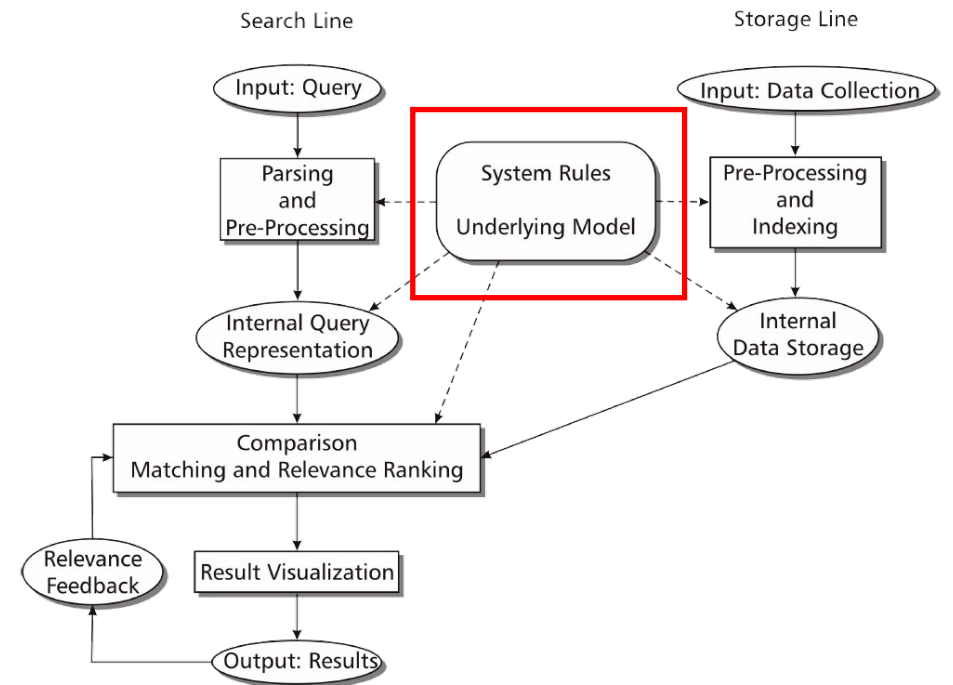 Search Line
Storage Line
Input: Query
Input: Data Collection
Parsing
and
Pre-Processing
System Rules
Underlying Model
Pre-Processing
and
Indexing
Internal Query
Representation
Internal
Data Storage
Comparison
Matching and Relevance Ranking
Relevance
Feedback
Result Visualization
Output: Results